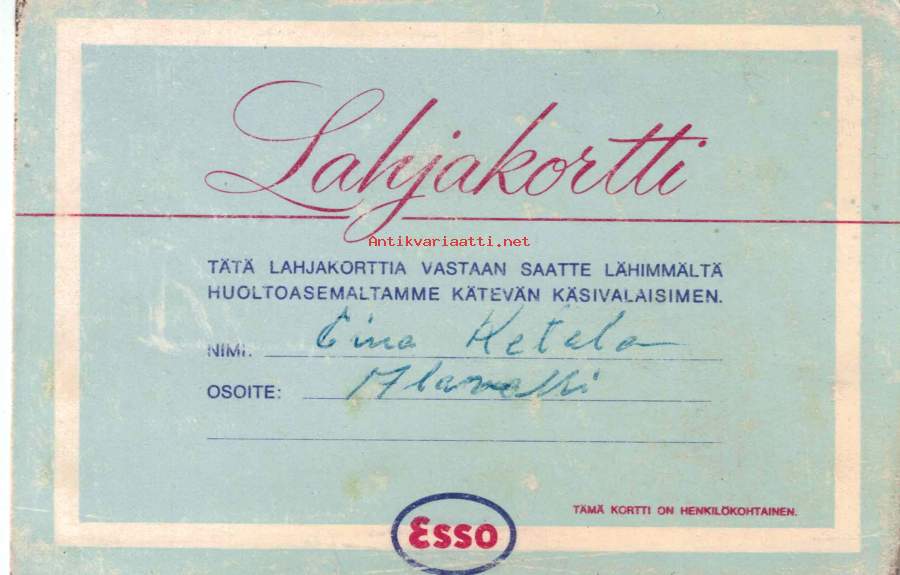 Lahjakortti
Antikvariaatti.net
TÄTÄ LAHJAKORTTIA VASTAAN SAATTE LÄHIMMÄLTÄ
HUOLTOASEMALTAMME KÄTEVÄN KÄSIVALAISIMEN.
NIMI: Eino Ketala
OSOITE:
TÄMÄ KORTTI ON HENKILÖKOHTAINEN.
Esso